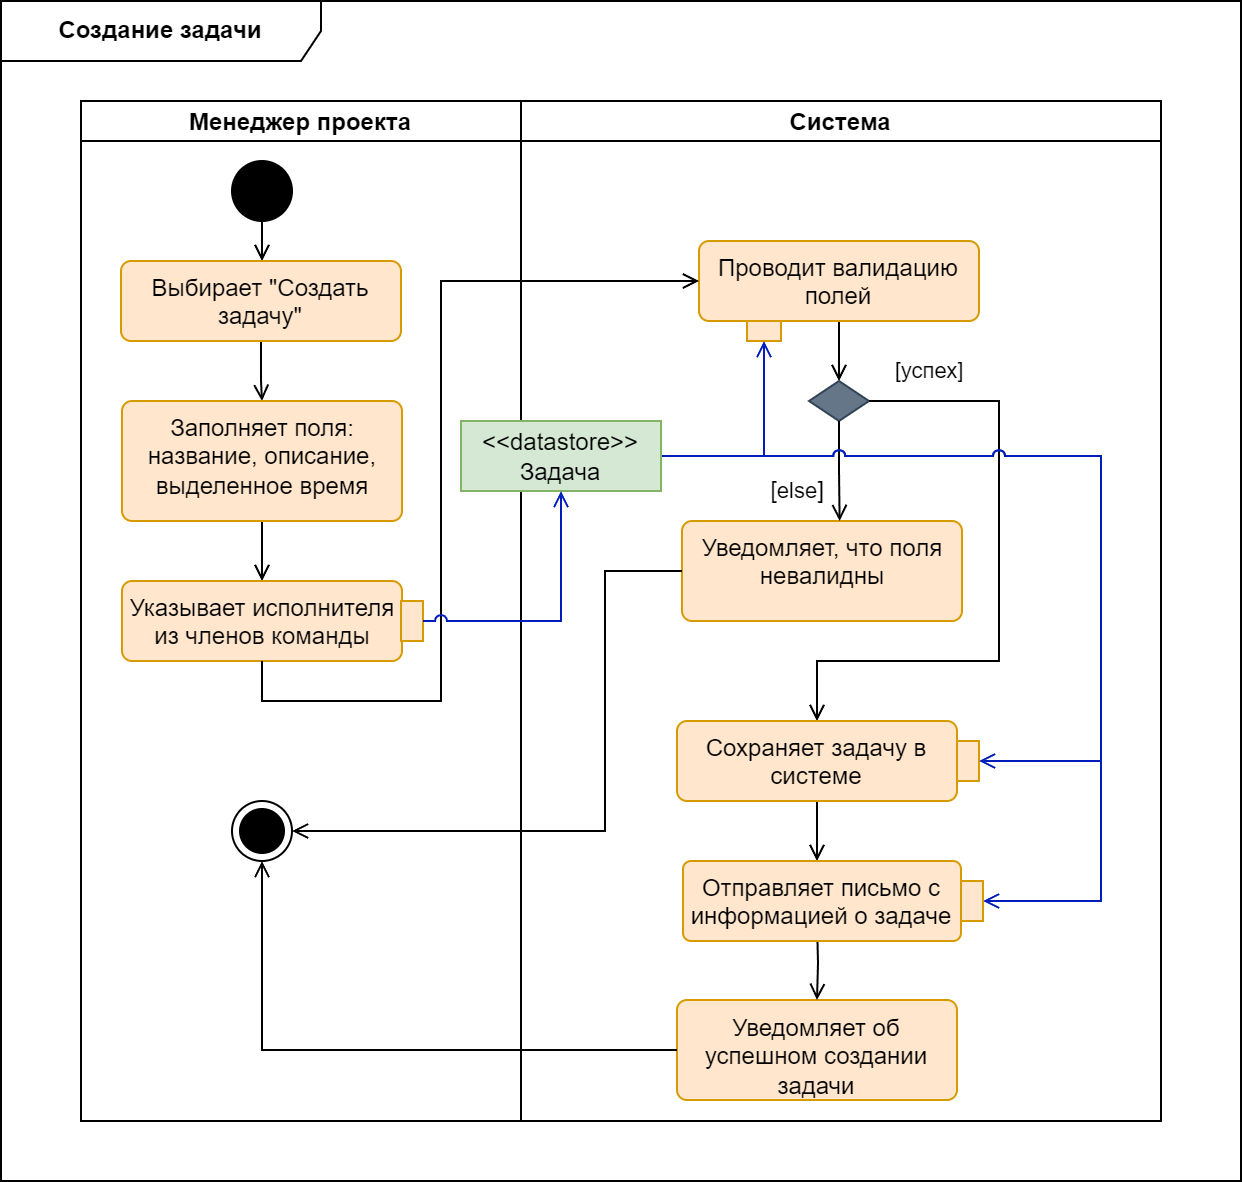 Создание задачи
Менеджер проекта
Система
Выбирает "Создать
задачу"
Заполняет поля:
название, описание,
выделенное время
Указывает исполнителя
из членов команды
<<datastore>>
Задача
Проводит валидацию
полей
[успех]
[else]
Уведомляет, что поля
невалидны
Сохраняет задачу в
системе
Отправляет письмо с
информацией о задаче
Уведомляет об
успешном создании
задачи